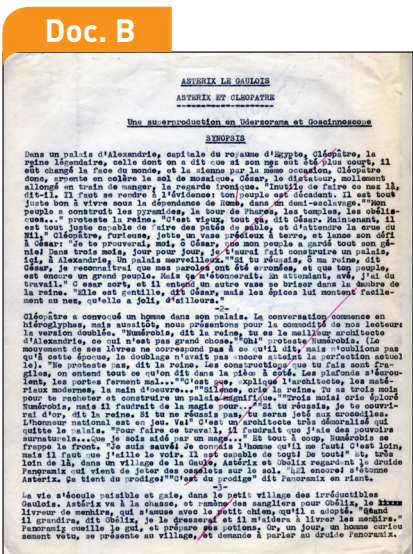 Doc. B
ASTERIX LE GAULOIS
ASTERIX ET CLEOPATRE
Une superproduction en Uderzorama et Goscinnoscope
SYNOPSIS
Dans un palais d'Alexandrie, capitale du royaume d'Egypte, Cléopâtre, la
reine légendaire, celle dont on a dit que si son nez eut été plus court, il
eut changé la face du monde, et la sienne par la même occasion, Cléopâtre
donc, arpente en colère le sol de mosaïque. César, le dictateur, mollement
allongé en train de manger, la regarde ironique. "Inutile de faire ce nez là,
dit-il. Il faut se rendre à l'évidence: ton peuple est décadent. Il est tout
juste bon à vivre sous la dépendance de Rome, dans un demi-esclavage.""Mon
peuple a construit les pyramides, la tour de Pharos, les temples, les obélis-
ques..." proteste la reine. "C'est vieux, tout ça, dit César. Maintenant, il
est tout juste capable de faire des pâtés de sable, et d'attendre la crue du
Nil." Cléopâtre, furieuse, jette un vase précieux à terre, et lance son défi
à César: "Je te prouverai, moi, ô César, que mon peuple a gardé tout son gé-
nie! Dans trois mois, jour pour jour, j'aurai fait construire un palais,
ici, à Alexandrie. Un palais merveilleux.""Si tu réussis, ô ma reine, dit
César, je reconnaitrai que mes paroles ont été erronées, et que ton peuple,
est encore un grand peuple. Mais ça m'étonnerait. En attendant, avé, j'ai du
travail." César sort, et il entend un autre vase se briser dans la chambre de
la reine. "Elle est gentille, dit César, mais les épices lui montent facile-
ment au nez, qu'elle a joli, d'ailleurs."
-2-
Cléopâtre a convoqué un homme dans son palais. La conversation commence en
hiéroglyphes, mais aussitôt, nous présentons pour la commodité de nos lecteurs
la version doublée. "Numérobis, dit la reine, tu es le meilleur architecte
d'Alexandrie, ce qui n'est pas grand chose.""Oh!" proteste Numérobis. (Le
mouvement de ses lèvres ne correspond pas à ce qu'il dit, mais n'oublions pas
qu'à cette époque, le doublage n'avait pas encore atteint la perfection actuel
le). "Ne proteste pas, dit la reine. Les constructions que tu fais sont fra-
giles, on entend tout ce qu'on dit dans la pièce à côté. Les plafonds s'écrou-
lent, les portes ferment mal...""C'est que, explique l'architecte, les maté-
riaux modernes, la main d'oeuvre...""Silence, crie la reine. Tu as trois mois
pour te racheter et construire un palais magnifique.""Trois mois! crie éploré
Numérobis, mais il faudrait de la magie pour...""Si tu réussis, je te couvri-
rai d'or, dit la reine. Si tu ne réussis pas, tu seras jeté aux crocodiles.
L'honneur national est en jeu. Va!" C'est un architecte très démoralisé qui
quitte le palais. "Pour faire ce travail, il faudrait que j'aie des pouvoirs
surnaturels...Que je sois aidé par un mage..." Et tout à coup, Numérobis se
frappe le front. "Je suis sauvé! Je connais l'homme qu'il me faut! C'est loin,
mais il faut que j'aille le voir. Il est capable de tout! De tout!" Et, très
loin de là, dans un village de la Gaule, Astérix et Obélix regardent le druide
Panoramix qui vient de jeter des osselets sur le sol. "421 encore! s'étonne
Astérix. Ça tient du prodige!""C'est du prodige" dit Panoramix en riant.
-3-
La vie s'écoule paisible et gaie, dans le petit village des irréductibles
Gaulois. Astérix va à la chasse, et ramène des sangliers pour Obélix, le
livreur de menhirs, qui s'amuse avec le petit chien, qu'il a adopté. "Quand
il grandira, dit Obélix, je le dresserai et il m'aidera à livrer les menhirs."
Panoramix cueille le gui, et prépare ses potions. Or, un jour, un homme curieu
sement vêtu, se présente au village, et demande à parler au druide Panoramix.